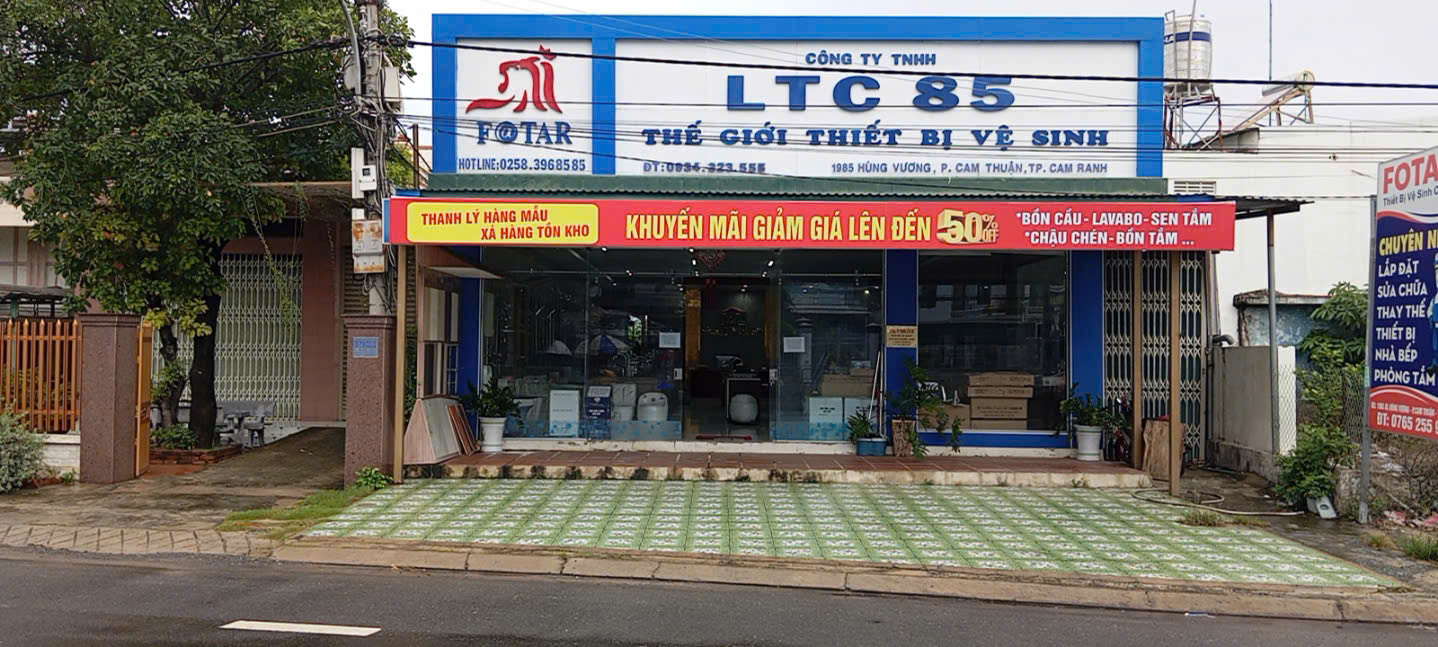 F@TAR
HOTLINE:0258.3968585
CÔNG TY TNHH
LTC 85
THẾ GIỚI THIẾT BỊ VỆ SINH
ĐT:0934.323.555
1985 HÙNG VƯƠNG, P. CAM THUẬN,TP. CAM RANH
THANH LÝ HÀNG MẪU
XẢ HÀNG TỒN KHO
KHUYẾN MÃI GIẢM GIÁ LÊN ĐẾN 50% OFF
*BỒN CẦU - LAVABO - SEN TẮM
*CHẬU CHÉN - BỒN TẮM ...
FOTA
Thiết Bị Vệ Sinh
CHUYÊN
LẮP ĐẶT
SỬA CHỮA
THAY THẾ
THIẾT BỊ
NHÀ BẾP
PHÒNG TẮM
ĐT: 0765 255